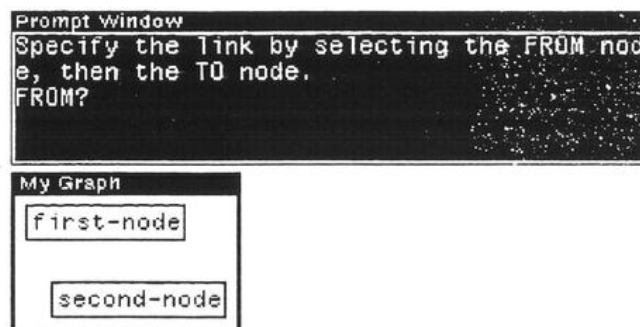 Prompt Window
Specify the link by selecting the FROM nod
e, then the TO node.
FROM?
My Graph
first-node
second-node